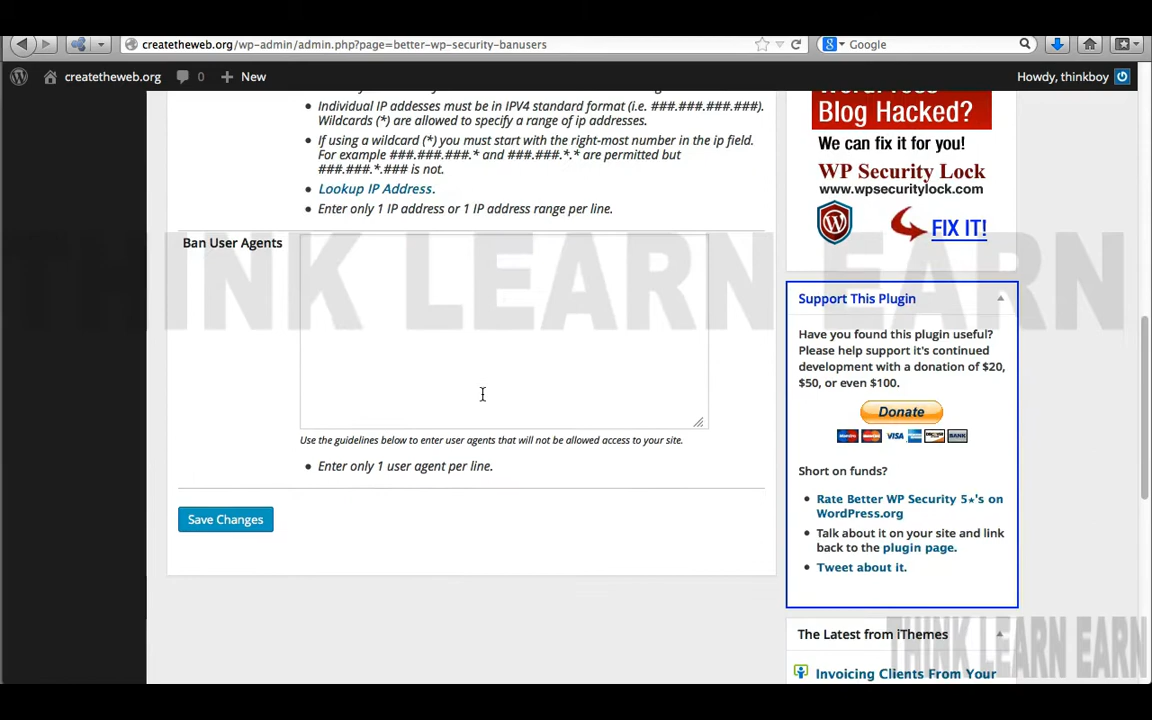 createtheweb.org/wp-admin/admin.php?page=better-wp-security-banusers
Google
createtheweb.org
0
New
Howdy, thinkboy
Individual IP addesses must be in IPV4 standard format (i.e. ###.###.###.###).
Wildcards (*) are allowed to specify a range of ip addresses.
If using a wildcard (*) you must start with the right-most number in the ip field.
For example ###.###.###.* and ###.###.*.* are permitted but
###.###.*.### is not.
Lookup IP Address.
Enter only 1 IP address or 1 IP address range per line.
Ban User Agents
Use the guidelines below to enter user agents that will not be allowed access to your site.
Enter only 1 user agent per line.
Save Changes
THINK LEARN EARN
WordPress
Blog Hacked?
We can fix it for you!
WP Security Lock
www.wpsecuritylock.com
FIX IT!
Support This Plugin
Have you found this plugin useful?
Please help support it's continued
development with a donation of $20,
$50, or even $100.
Donate
VISA
BANK
Short on funds?
Rate Better WP Security 5★'s on
WordPress.org
Talk about it on your site and link
back to the plugin page.
Tweet about it.
The Latest from iThemes
THINK LEARN EARN
Invoicing Clients From Your